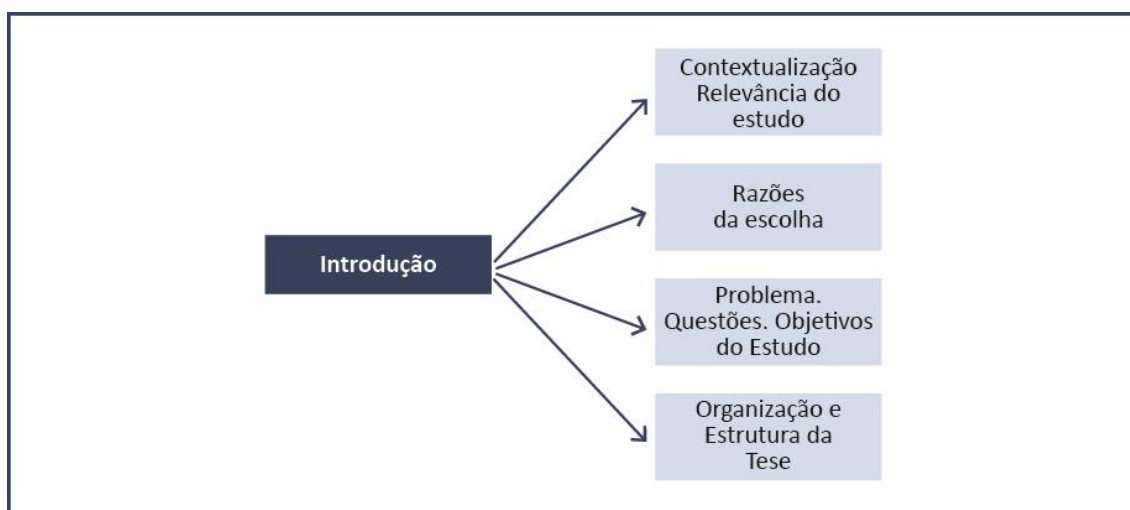 Introdução
Contextualização
Relevância do
estudo
Razões
da escolha
Problema.
Questões. Objetivos
do Estudo
Organização e
Estrutura da
Tese